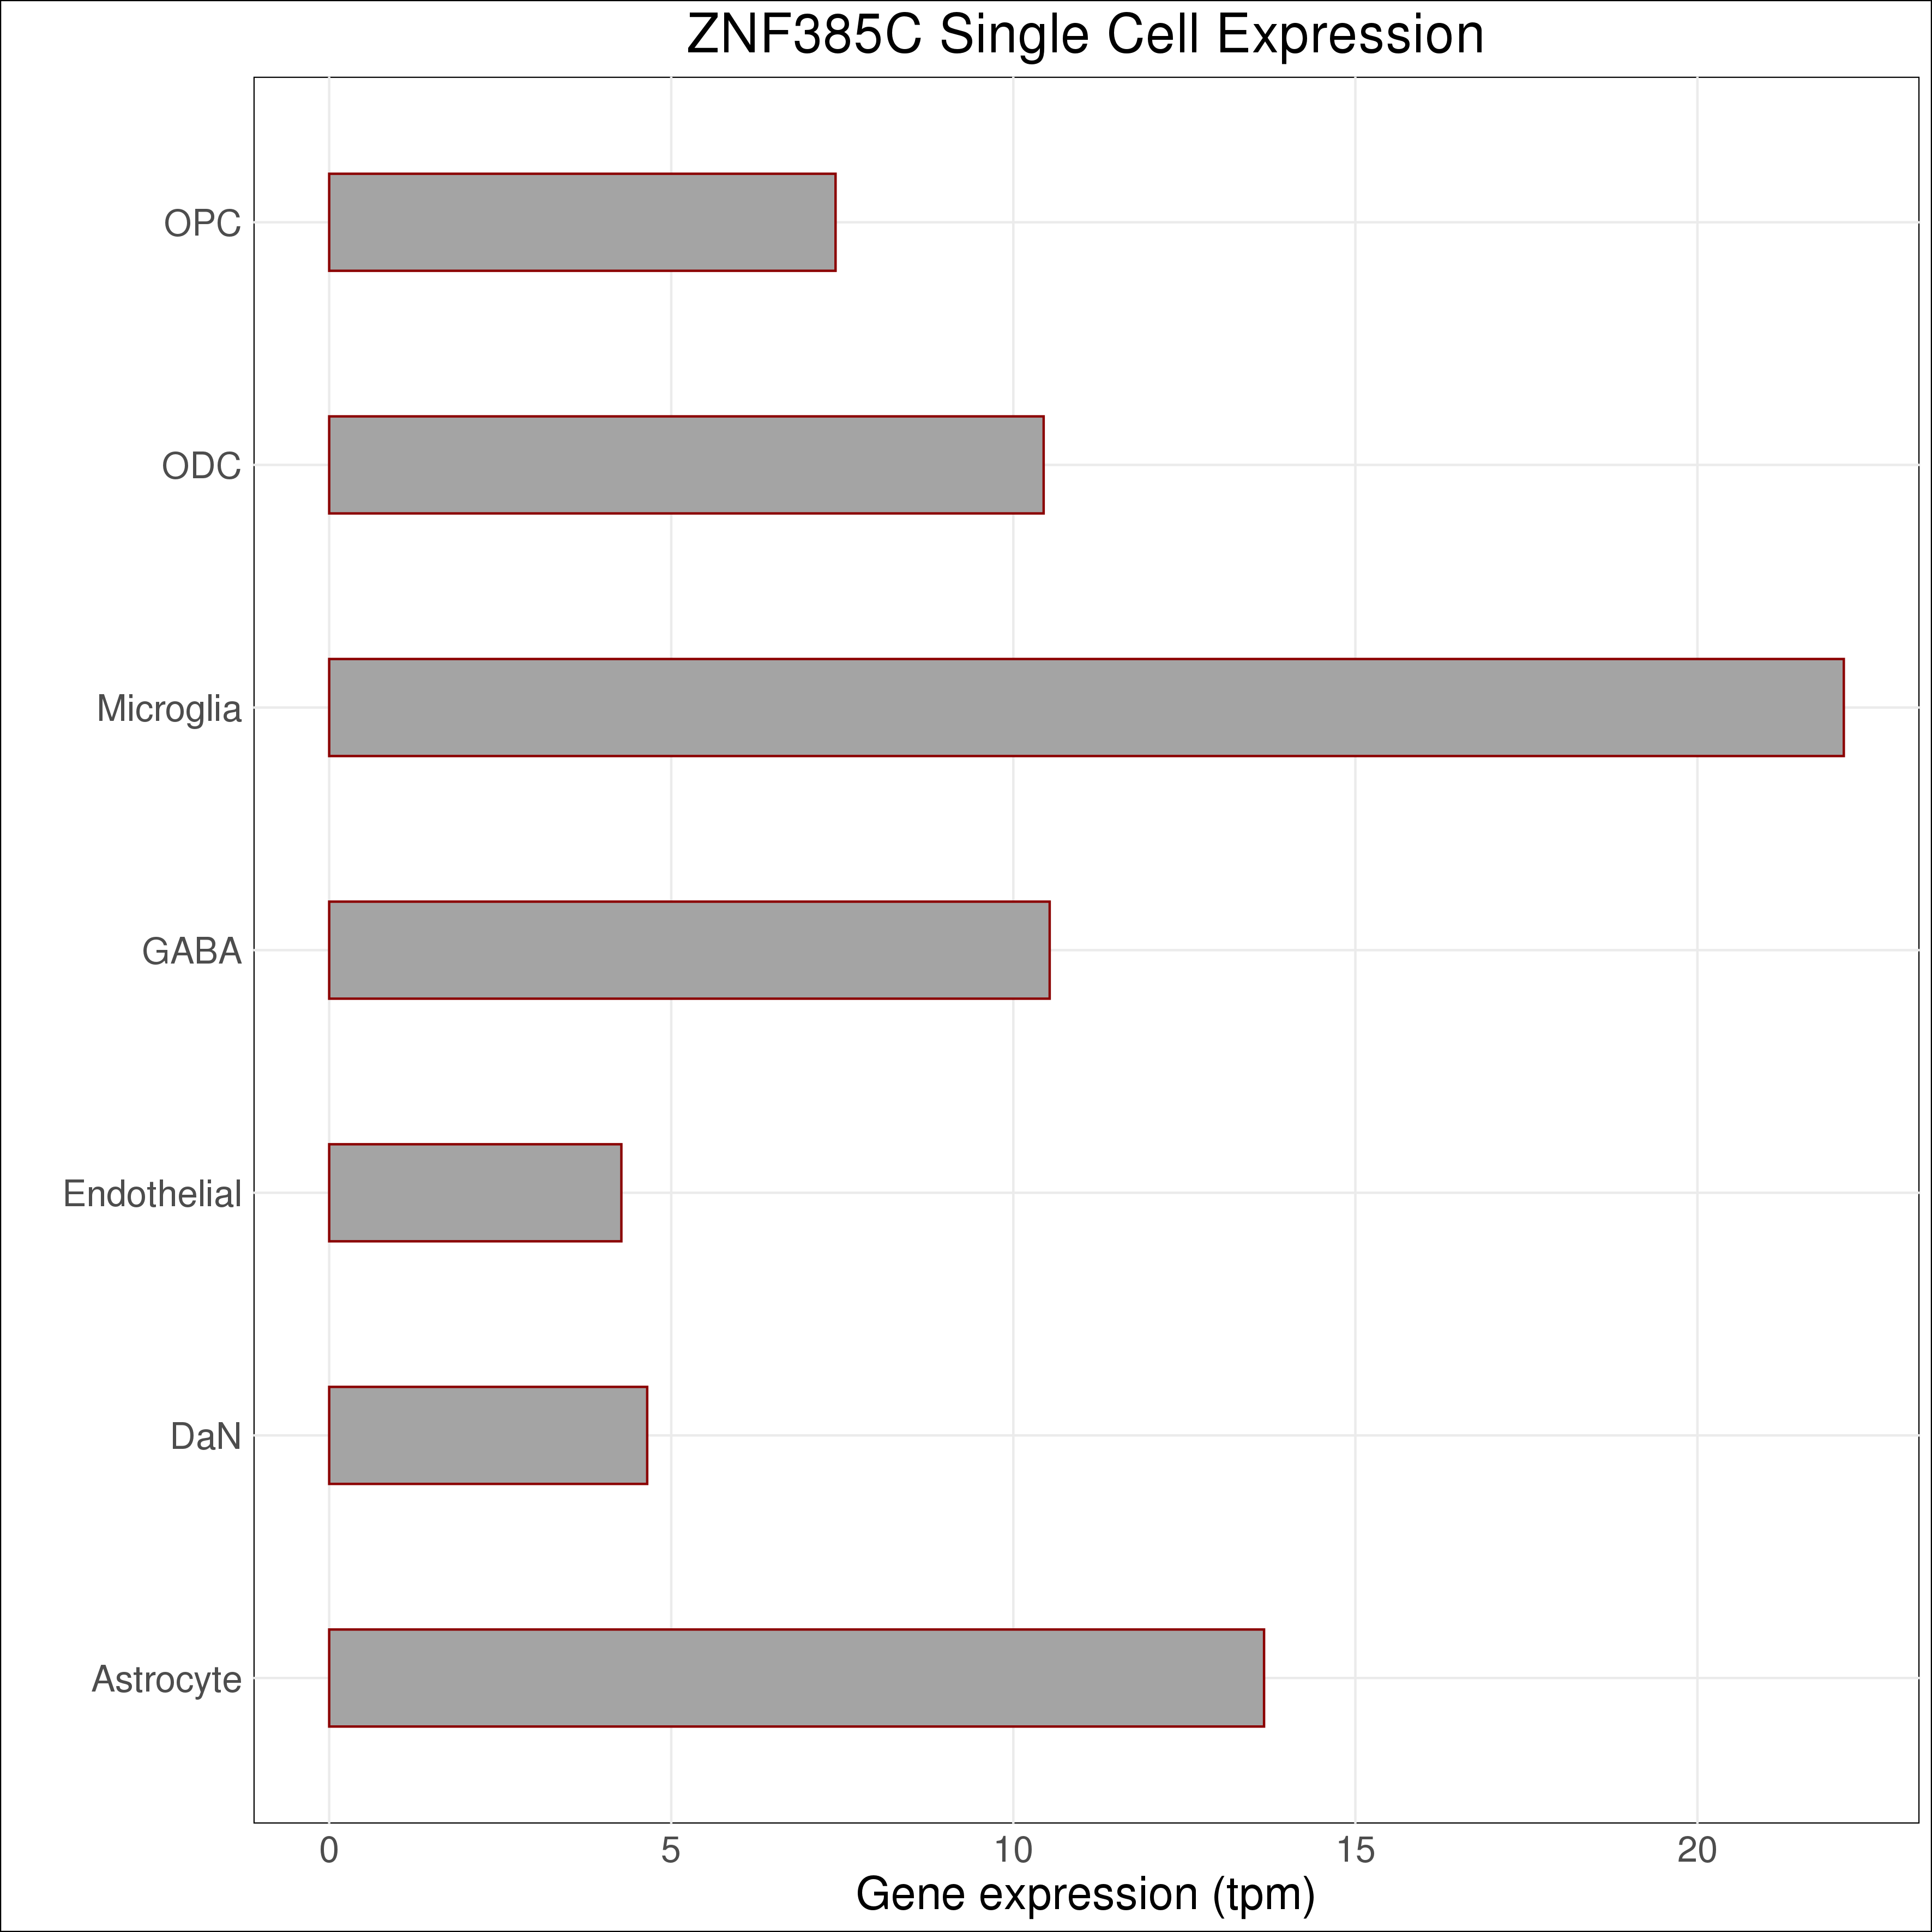 ZNF385C Single Cell Expression
OPC
ODC
Microglia
GABA
Endothelial
DaN
Astrocyte
0 5 10 15 20
Gene expression (tpm)